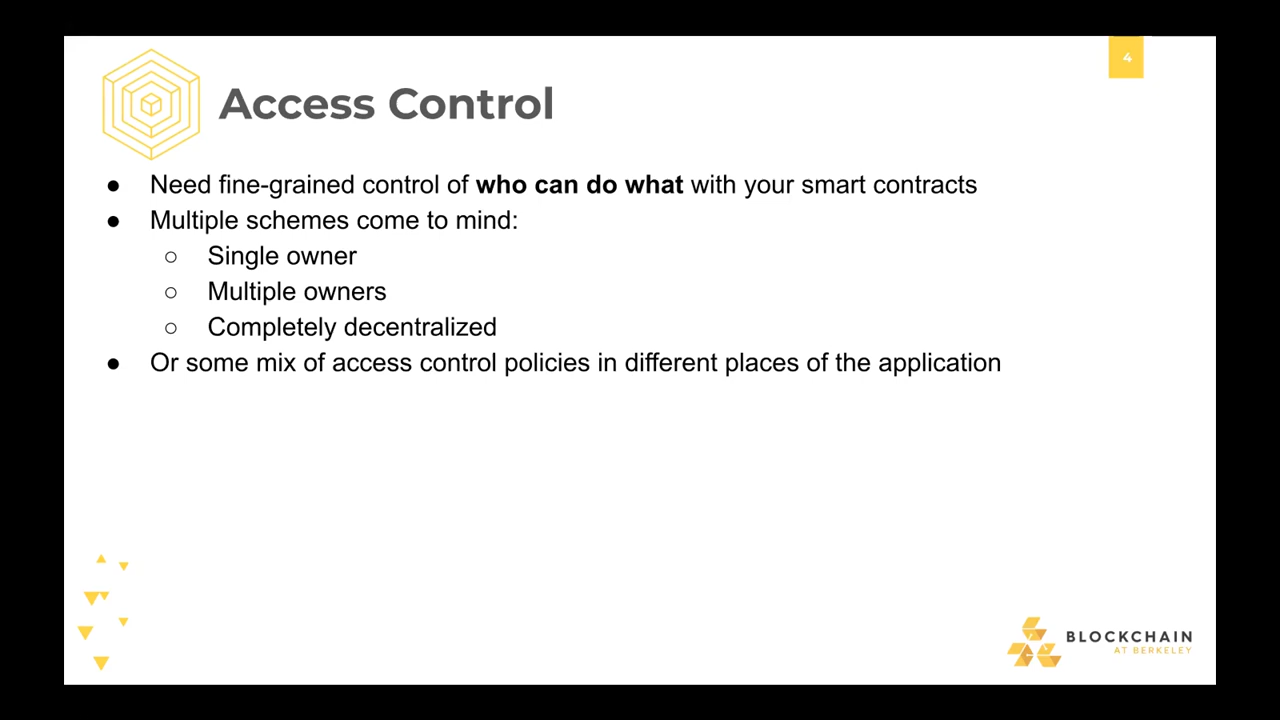 4
Access Control
● Need fine-grained control of who can do what with your smart contracts
● Multiple schemes come to mind:
○ Single owner
○ Multiple owners
○ Completely decentralized
● Or some mix of access control policies in different places of the application
BLOCKCHAIN
AT BERKELEY